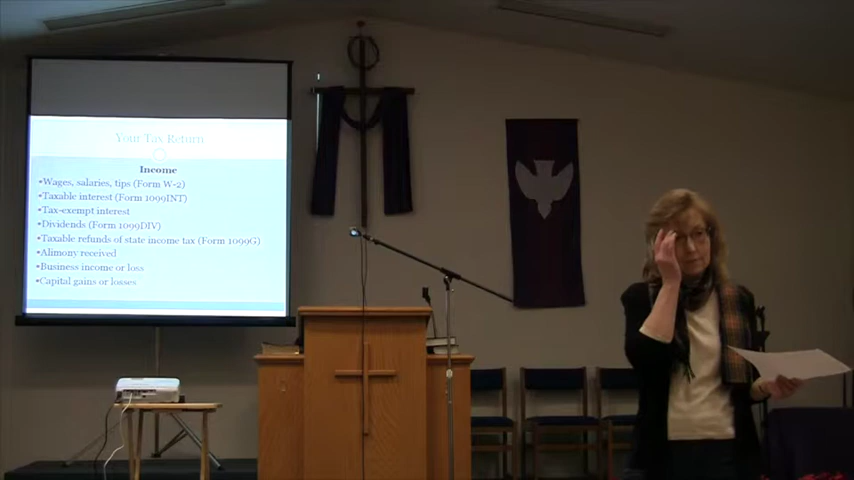 Your Tax Return
Income
•Wages, salaries, tips (Form W-2)
•Taxable interest (Form 1099INT)
•Tax-exempt interest
•Dividends (Form 1099DIV)
•Taxable refunds of state income tax (Form 1099G)
•Alimony received
•Business income or loss
•Capital gains or losses